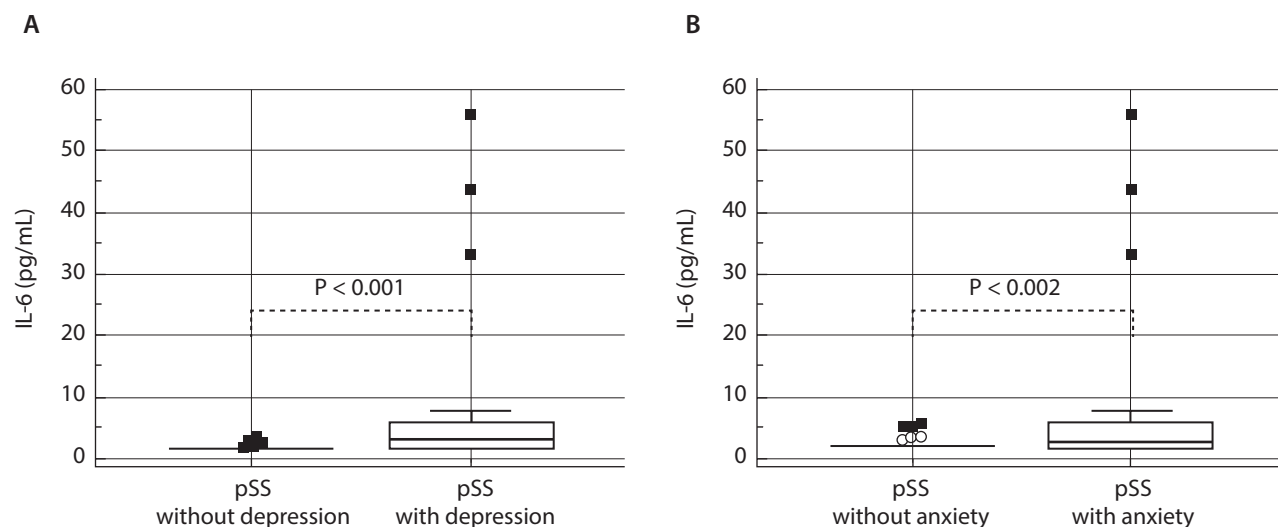 A
60
50
40
30
20
10
0
IL-6 (pg/mL)
P < 0.001
pSS
without depression
pSS
with depression
B
60
50
40
30
20
10
0
IL-6 (pg/mL)
P < 0.002
pSS
without anxiety
pSS
with anxiety